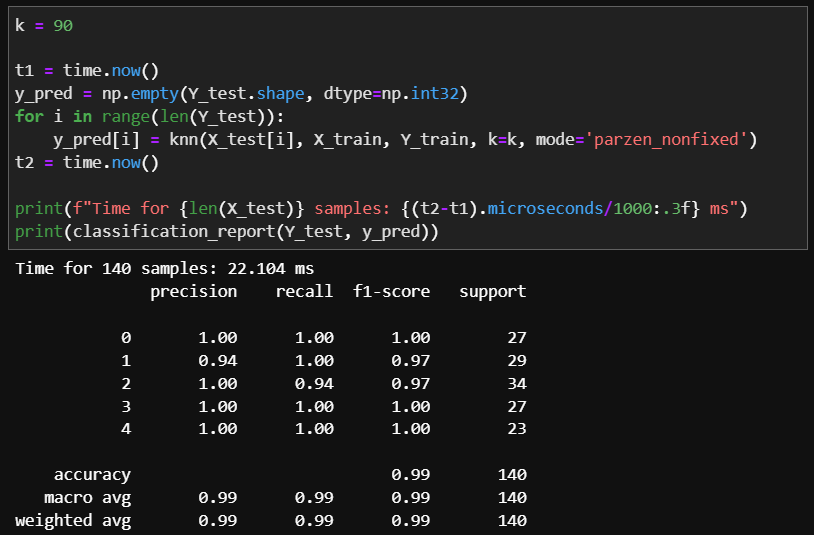 k = 90
t1 = time.now()
y_pred = np.empty(Y_test.shape, dtype=np.int32)
for i in range(len(Y_test)):
    y_pred[i] = knn(X_test[i], X_train, Y_train, k=k, mode='parzen_nonfixed')
t2 = time.now()
print(f"Time for {len(X_test)} samples: {(t2-t1).microseconds/1000:.3f} ms")
print(classification_report(Y_test, y_pred))
Time for 140 samples: 22.104 ms
              precision    recall  f1-score   support
           0       1.00      1.00      1.00        27
           1       0.94      1.00      0.97        29
           2       1.00      0.94      0.97        34
           3       1.00      1.00      1.00        27
           4       1.00      1.00      1.00        23
    accuracy                           0.99       140
   macro avg       0.99      0.99      0.99       140
weighted avg       0.99      0.99      0.99       140